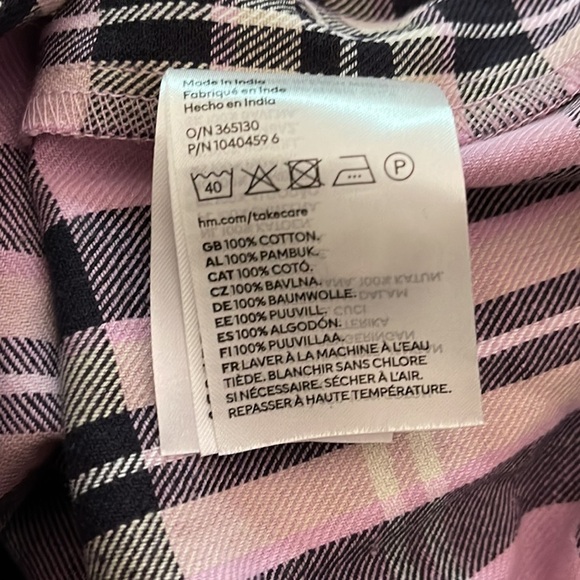 Made in India
Fabriqué en Inde
Hecho en India
O/N 365130
P/N 1040459 6
40 P
hm.com/takecare
GB 100% COTTON.
AL 100% PAMBUK.
CAT 100% COTÓ.
CZ 100% BAVLNA.
DE 100% BAUMWOLLE.
EE 100% PUUVILL.
ES 100% ALGODÓN.
FI 100% PUUVILLAA.
FR LAVER À LA MACHINE À L'EAU
TIÈDE. BLANCHIR SANS CHLORE
SI NÉCESSAIRE. SÉCHER À L'AIR.
REPASSER À HAUTE TEMPÉRATURE.